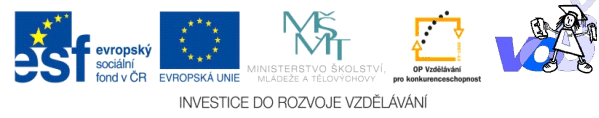 esf evropský
sociální
fond v ČR
EVROPSKÁ UNIE
MŠMT
MINISTERSTVO ŠKOLSTVÍ,
MLÁDEŽE A TĚLOVÝCHOVY
OP Vzdělávání
pro konkurenceschopnost
INVESTICE DO ROZVOJE VZDĚLÁVÁNÍ